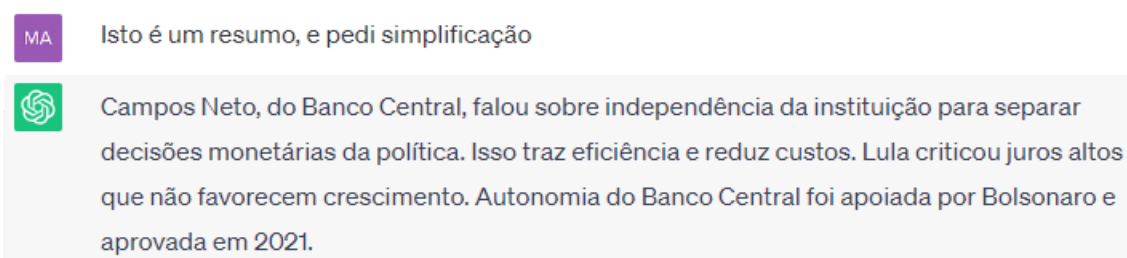 MA
Isto é um resumo, e pedi simplificação
Campos Neto, do Banco Central, falou sobre independência da instituição para separar
decisões monetárias da política. Isso traz eficiência e reduz custos. Lula criticou juros altos
que não favorecem crescimento. Autonomia do Banco Central foi apoiada por Bolsonaro e
aprovada em 2021.